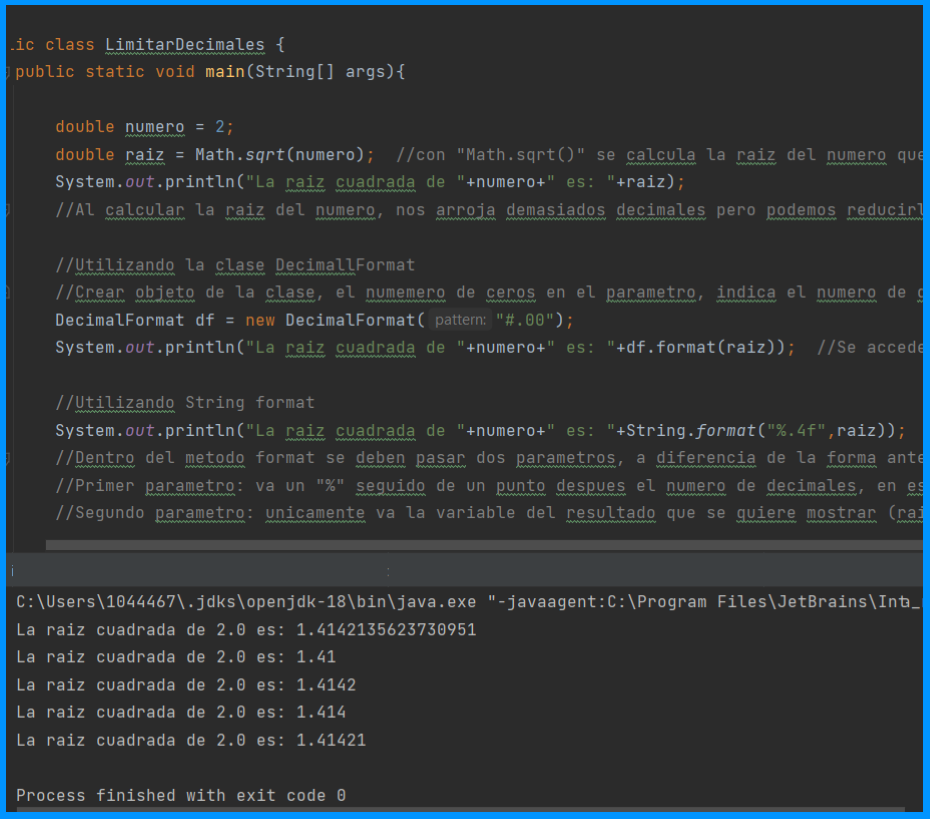 ic class LimitarDecimales {
public static void main(String[] args){
double numero = 2;
double raiz = Math.sqrt(numero);  //con "Math.sqrt()" se calcula la raiz del numero que
System.out.println("La raiz cuadrada de "+numero+" es: "+raiz);
//Al calcular la raiz del numero, nos arroja demasiados decimales pero podemos reducirl
//Utilizando la clase DecimallFormat
//Crear objeto de la clase, el numemero de ceros en el parametro, indica el numero de
DecimalFormat df = new DecimalFormat( pattern: "#.00");
System.out.println("La raiz cuadrada de "+numero+" es: "+df.format(raiz));  //Se accede
//Utilizando String format
System.out.println("La raiz cuadrada de "+numero+" es: "+String.format("%.4f",raiz));
//Dentro del metodo format se deben pasar dos parametros, a diferencia de la forma ante
//Primer parametro: va un "%" seguido de un punto despues el numero de decimales, en es
//Segundo parametro: unicamente va la variable del resultado que se quiere mostrar (rai
C:\Users\1044467\.jdks\openjdk-18\bin\java.exe "-javaagent:C:\Program Files\JetBrains\
La raiz cuadrada de 2.0 es: 1.4142135623730951
La raiz cuadrada de 2.0 es: 1.41
La raiz cuadrada de 2.0 es: 1.4142
La raiz cuadrada de 2.0 es: 1.414
La raiz cuadrada de 2.0 es: 1.41421
Process finished with exit code 0